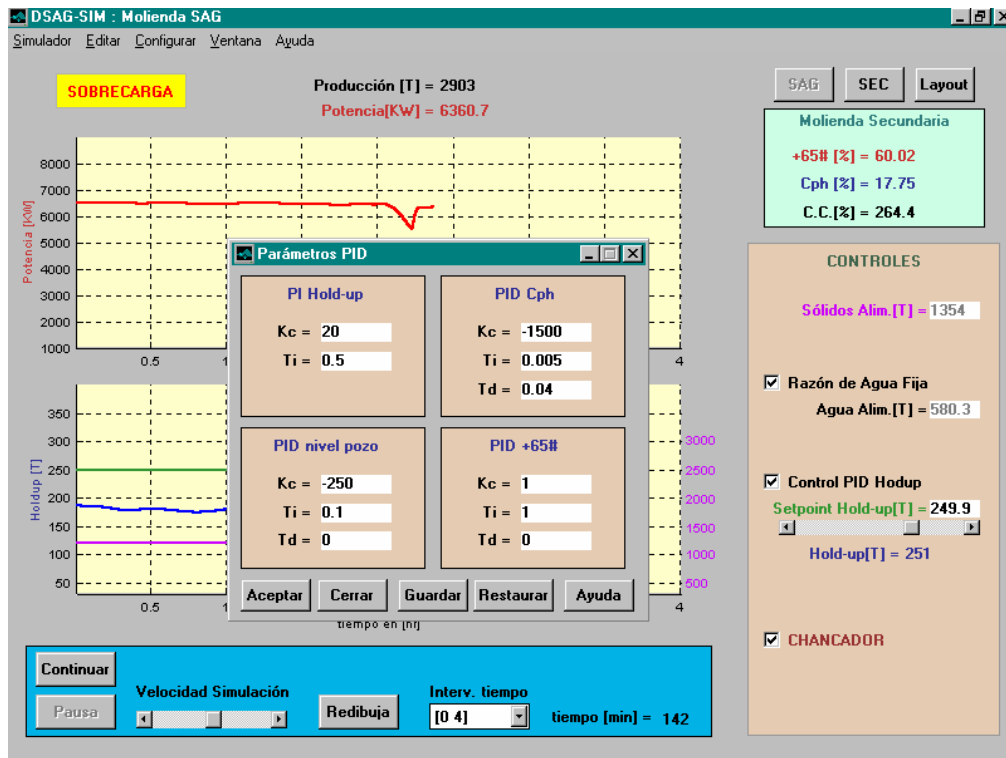 DSAG-SIM : Molienda SAG
Simulador Editar Configurar Ventana Ayuda
SOBRECARGA
Producción [T] = 2903
Potencia[KW] = 6360.7
SAG SEC Layout
Molienda Secundaria
+65# [%] = 60.02
Cph [%] = 17.75
C.C.[%] = 264.4
Potencia [KW]
8000
7000
6000
5000
4000
3000
2000
1000
0.5 1 4
Parámetros PID
PI Hold-up
Kc = 20
Ti = 0.5
PID Cph
Kc = -1500
Ti = 0.005
Td = 0.04
PID nivel pozo
Kc = -250
Ti = 0.1
Td = 0
PID +65#
Kc = 1
Ti = 1
Td = 0
Aceptar Cerrar Guardar Restaurar Ayuda
Holdup [T]
350
300
250
200
150
100
50
3000
2500
2000
1500
1000
500
0.5 1 4
tiempo en [hr]
CONTROLES
Sólidos Alim.[T] = 1354
Razón de Agua Fija
Agua Alim.[T] = 580.3
Control PID Hodup
Setpoint Hold-up[T] = 249.9
Hold-up[T] = 251
CHANCADOR
Continuar
Pausa
Velocidad Simulación
Redibuja
Interv. tiempo
[0 4]
tiempo [min] = 142